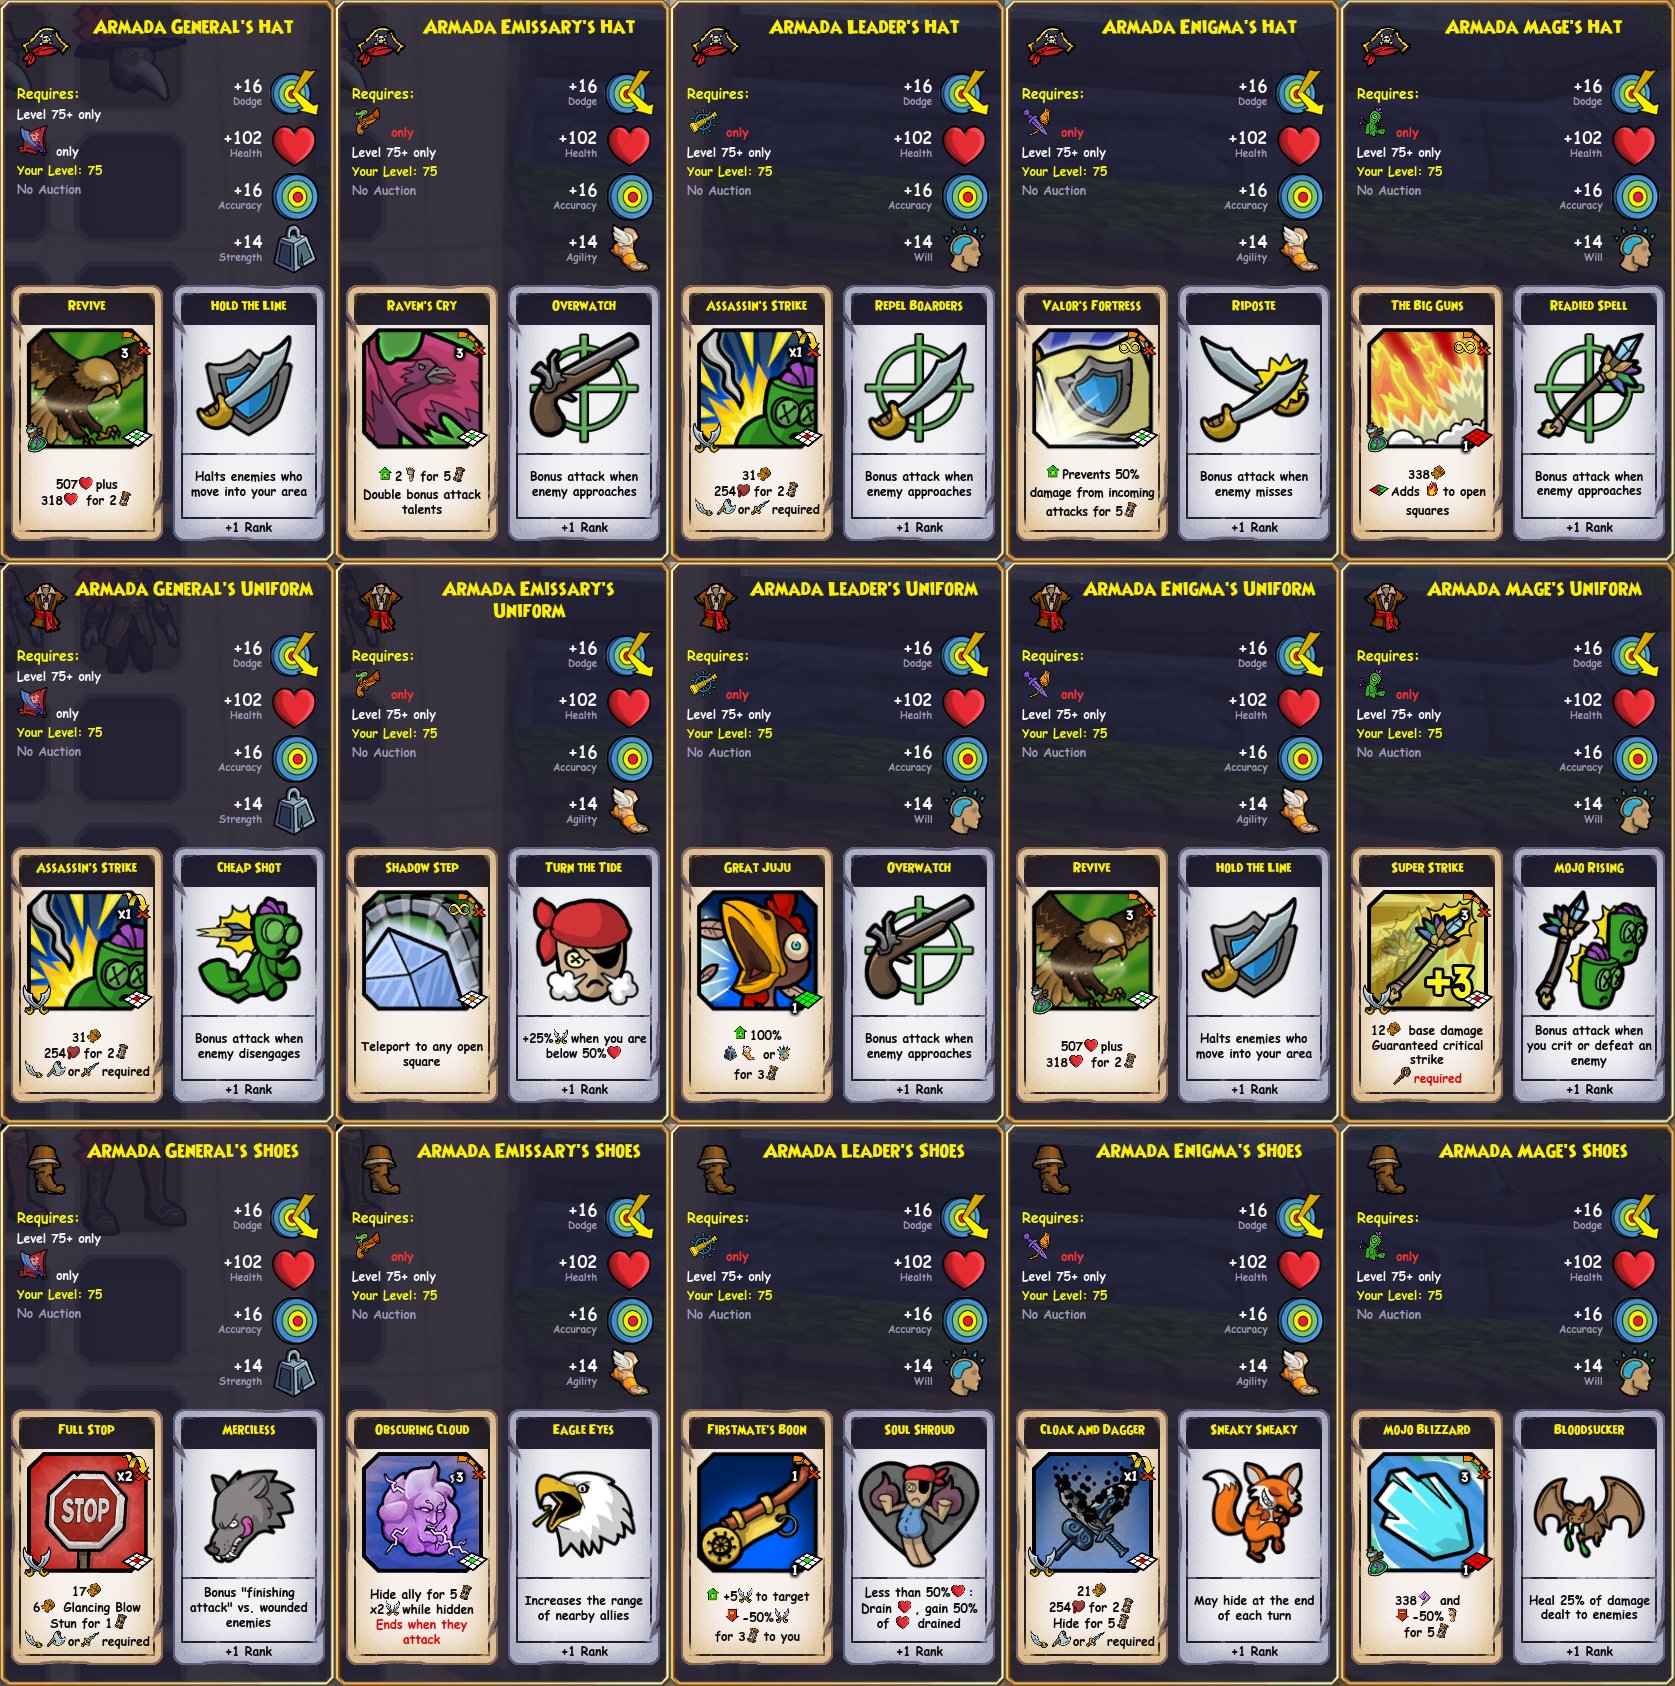 ARMADA GENERAL'S HAT
Requires:
Level 75+ only
only
Your Level: 75
No Auction
+16
Dodge
+102
Health
+16
Accuracy
+14
Strength
REVIVE
3
507 plus
318 for 2
HOLD THE LINE
Halts enemies who
move into your area
+1 Rank
ARMADA EMISSARY'S HAT
Requires:
only
Level 75+ only
Your Level: 75
No Auction
+16
Dodge
+102
Health
+16
Accuracy
+14
Agility
RAVEN'S CRY
3
2 for 5
Double bonus attack
talents
OVERWATCH
Bonus attack when
enemy approaches
+1 Rank
ARMADA LEADER'S HAT
Requires:
only
Level 75+ only
Your Level: 75
No Auction
+16
Dodge
+102
Health
+16
Accuracy
+14
Will
ASSASSIN'S STRIKE
x1
31
254 for 2
or required
REPEL BOARDERS
Bonus attack when
enemy approaches
+1 Rank
ARMADA ENIGMA'S HAT
Requires:
only
Level 75+ only
Your Level: 75
No Auction
+16
Dodge
+102
Health
+16
Accuracy
+14
Agility
VALOR'S FORTRESS
∞
Prevents 50%
damage from incoming
attacks for 5
RIPOSTE
Bonus attack when
enemy misses
+1 Rank
ARMADA MAGE'S HAT
Requires:
only
Level 75+ only
Your Level: 75
No Auction
+16
Dodge
+102
Health
+16
Accuracy
+14
Will
THE BIG GUNS
∞
1
338
Adds to open
squares
READIED SPELL
Bonus attack when
enemy approaches
+1 Rank
ARMADA GENERAL'S UNIFORM
Requires:
Level 75+ only
only
Your Level: 75
No Auction
+16
Dodge
+102
Health
+16
Accuracy
+14
Strength
ASSASSIN'S STRIKE
x1
31
254 for 2
or required
CHEAP SHOT
Bonus attack when
enemy disengages
+1 Rank
ARMADA EMISSARY'S
UNIFORM
Requires:
only
Level 75+ only
Your Level: 75
No Auction
+16
Dodge
+102
Health
+16
Accuracy
+14
Agility
SHADOW STEP
∞
Teleport to any open
square
TURN THE TIDE
+25% when you are
below 50%
+1 Rank
ARMADA LEADER'S UNIFORM
Requires:
only
Level 75+ only
Your Level: 75
No Auction
+16
Dodge
+102
Health
+16
Accuracy
+14
Will
GREAT JUJU
1
100%
or
for 3
OVERWATCH
Bonus attack when
enemy approaches
+1 Rank
ARMADA ENIGMA'S UNIFORM
Requires:
only
Level 75+ only
Your Level: 75
No Auction
+16
Dodge
+102
Health
+16
Accuracy
+14
Agility
REVIVE
3
507 plus
318 for 2
HOLD THE LINE
Halts enemies who
move into your area
+1 Rank
ARMADA MAGE'S UNIFORM
Requires:
only
Level 75+ only
Your Level: 75
No Auction
+16
Dodge
+102
Health
+16
Accuracy
+14
Will
SUPER STRIKE
3
+3
12 base damage
Guaranteed critical
strike
required
MOJO RISING
Bonus attack when
you crit or defeat an
enemy
+1 Rank
ARMADA GENERAL'S SHOES
Requires:
Level 75+ only
only
Your Level: 75
No Auction
+16
Dodge
+102
Health
+16
Accuracy
+14
Strength
FULL STOP
x2
STOP
17
6 Glancing Blow
Stun for 1
or required
MERCILESS
Bonus "finishing
attack" vs. wounded
enemies
+1 Rank
ARMADA EMISSARY'S SHOES
Requires:
only
Level 75+ only
Your Level: 75
No Auction
+16
Dodge
+102
Health
+16
Accuracy
+14
Agility
OBSCURING CLOUD
3
Hide ally for 5
x2 while hidden
Ends when they
attack
EAGLE EYES
Increases the range
of nearby allies
+1 Rank
ARMADA LEADER'S SHOES
Requires:
only
Level 75+ only
Your Level: 75
No Auction
+16
Dodge
+102
Health
+16
Accuracy
+14
Will
FIRSTMATE'S BOON
1
1
+5 to target
-50%
for 3 to you
SOUL SHROUD
Less than 50% :
Drain , gain 50%
of drained
+1 Rank
ARMADA ENIGMA'S SHOES
Requires:
only
Level 75+ only
Your Level: 75
No Auction
+16
Dodge
+102
Health
+16
Accuracy
+14
Agility
CLOAK AND DAGGER
x1
21
254 for 2
Hide for 5
or required
SNEAKY SNEAKY
May hide at the end
of each turn
+1 Rank
ARMADA MAGE'S SHOES
Requires:
only
Level 75+ only
Your Level: 75
No Auction
+16
Dodge
+102
Health
+16
Accuracy
+14
Will
MOJO BLIZZARD
3
1
338 and
-50%
for 5
BLOODSUCKER
Heal 25% of damage
dealt to enemies
+1 Rank